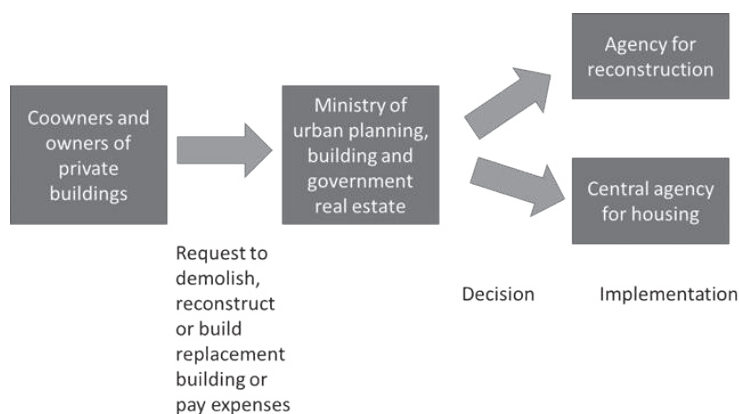 Coowners and
owners of
private
buildings
Request to
demolish,
reconstruct
or build
replacement
building or
pay expenses
Ministry of
urban planning,
building and
government
real estate
Decision
Agency for
reconstruction
Central agency
for housing
Implementation